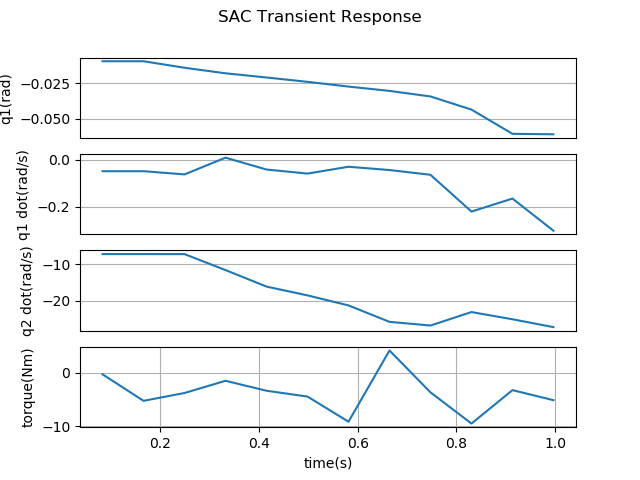 SAC Transient Response
q1(rad)
−0.025
−0.050
q1 dot(rad/s)
0.0
−0.2
q2 dot(rad/s)
−10
−20
torque(Nm)
0
−10
0.2 0.4 0.6 0.8 1.0
time(s)